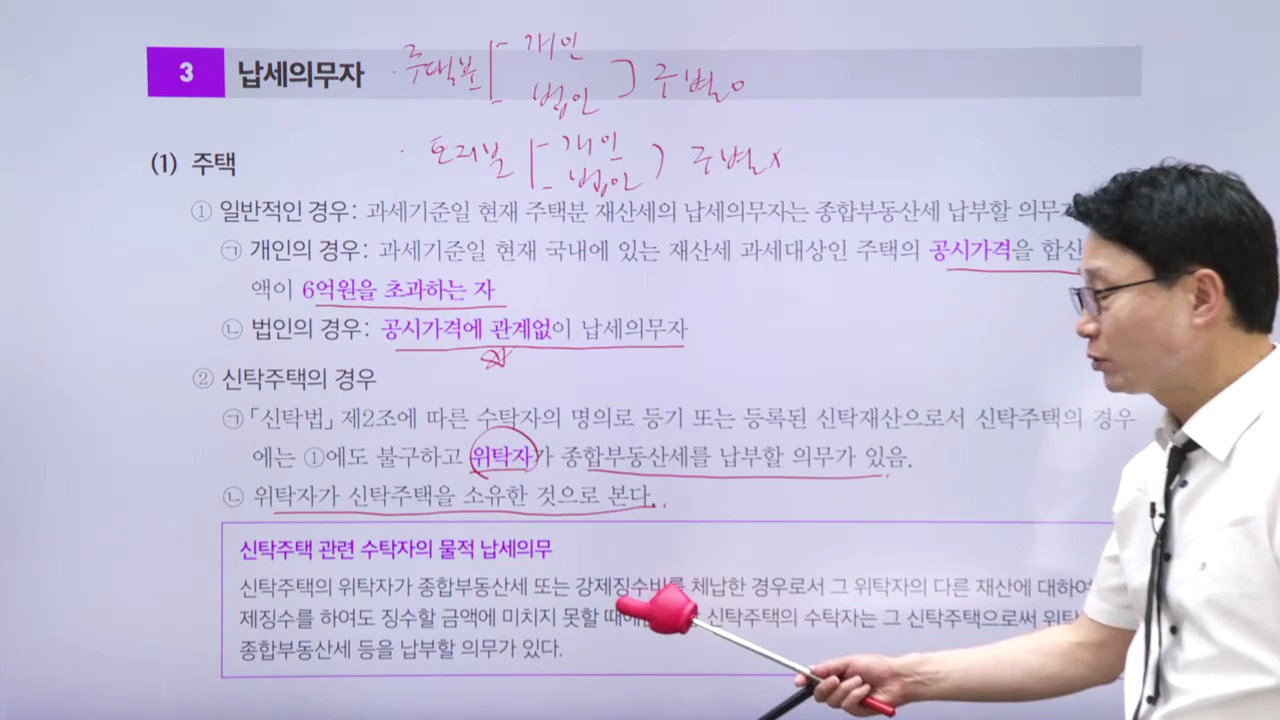 3 납세의무자
· 주택분 개인 법인 주별○
· 토지분 개인 법인 주별×
(1) 주택
① 일반적인 경우: 과세기준일 현재 주택분 재산세의 납세의무자는 종합부동산세 납부할 의무
㉠ 개인의 경우: 과세기준일 현재 국내에 있는 재산세 과세대상인 주택의 공시가격을 합산
액이 6억원을 초과하는 자
㉡ 법인의 경우: 공시가격에 관계없이 납세의무자
② 신탁주택의 경우
㉠ 「신탁법」 제2조에 따른 수탁자의 명의로 등기 또는 등록된 신탁재산으로서 신탁주택의 경우
에는 ①에도 불구하고 위탁자가 종합부동산세를 납부할 의무가 있음.
㉡ 위탁자가 신탁주택을 소유한 것으로 본다.
신탁주택 관련 수탁자의 물적 납세의무
신탁주택의 위탁자가 종합부동산세 또는 강제징수비를 체납한 경우로서 그 위탁자의 다른 재산에 대하여
제징수를 하여도 징수할 금액에 미치지 못할 때에 신탁주택의 수탁자는 그 신탁주택으로써 위탁
종합부동산세 등을 납부할 의무가 있다.